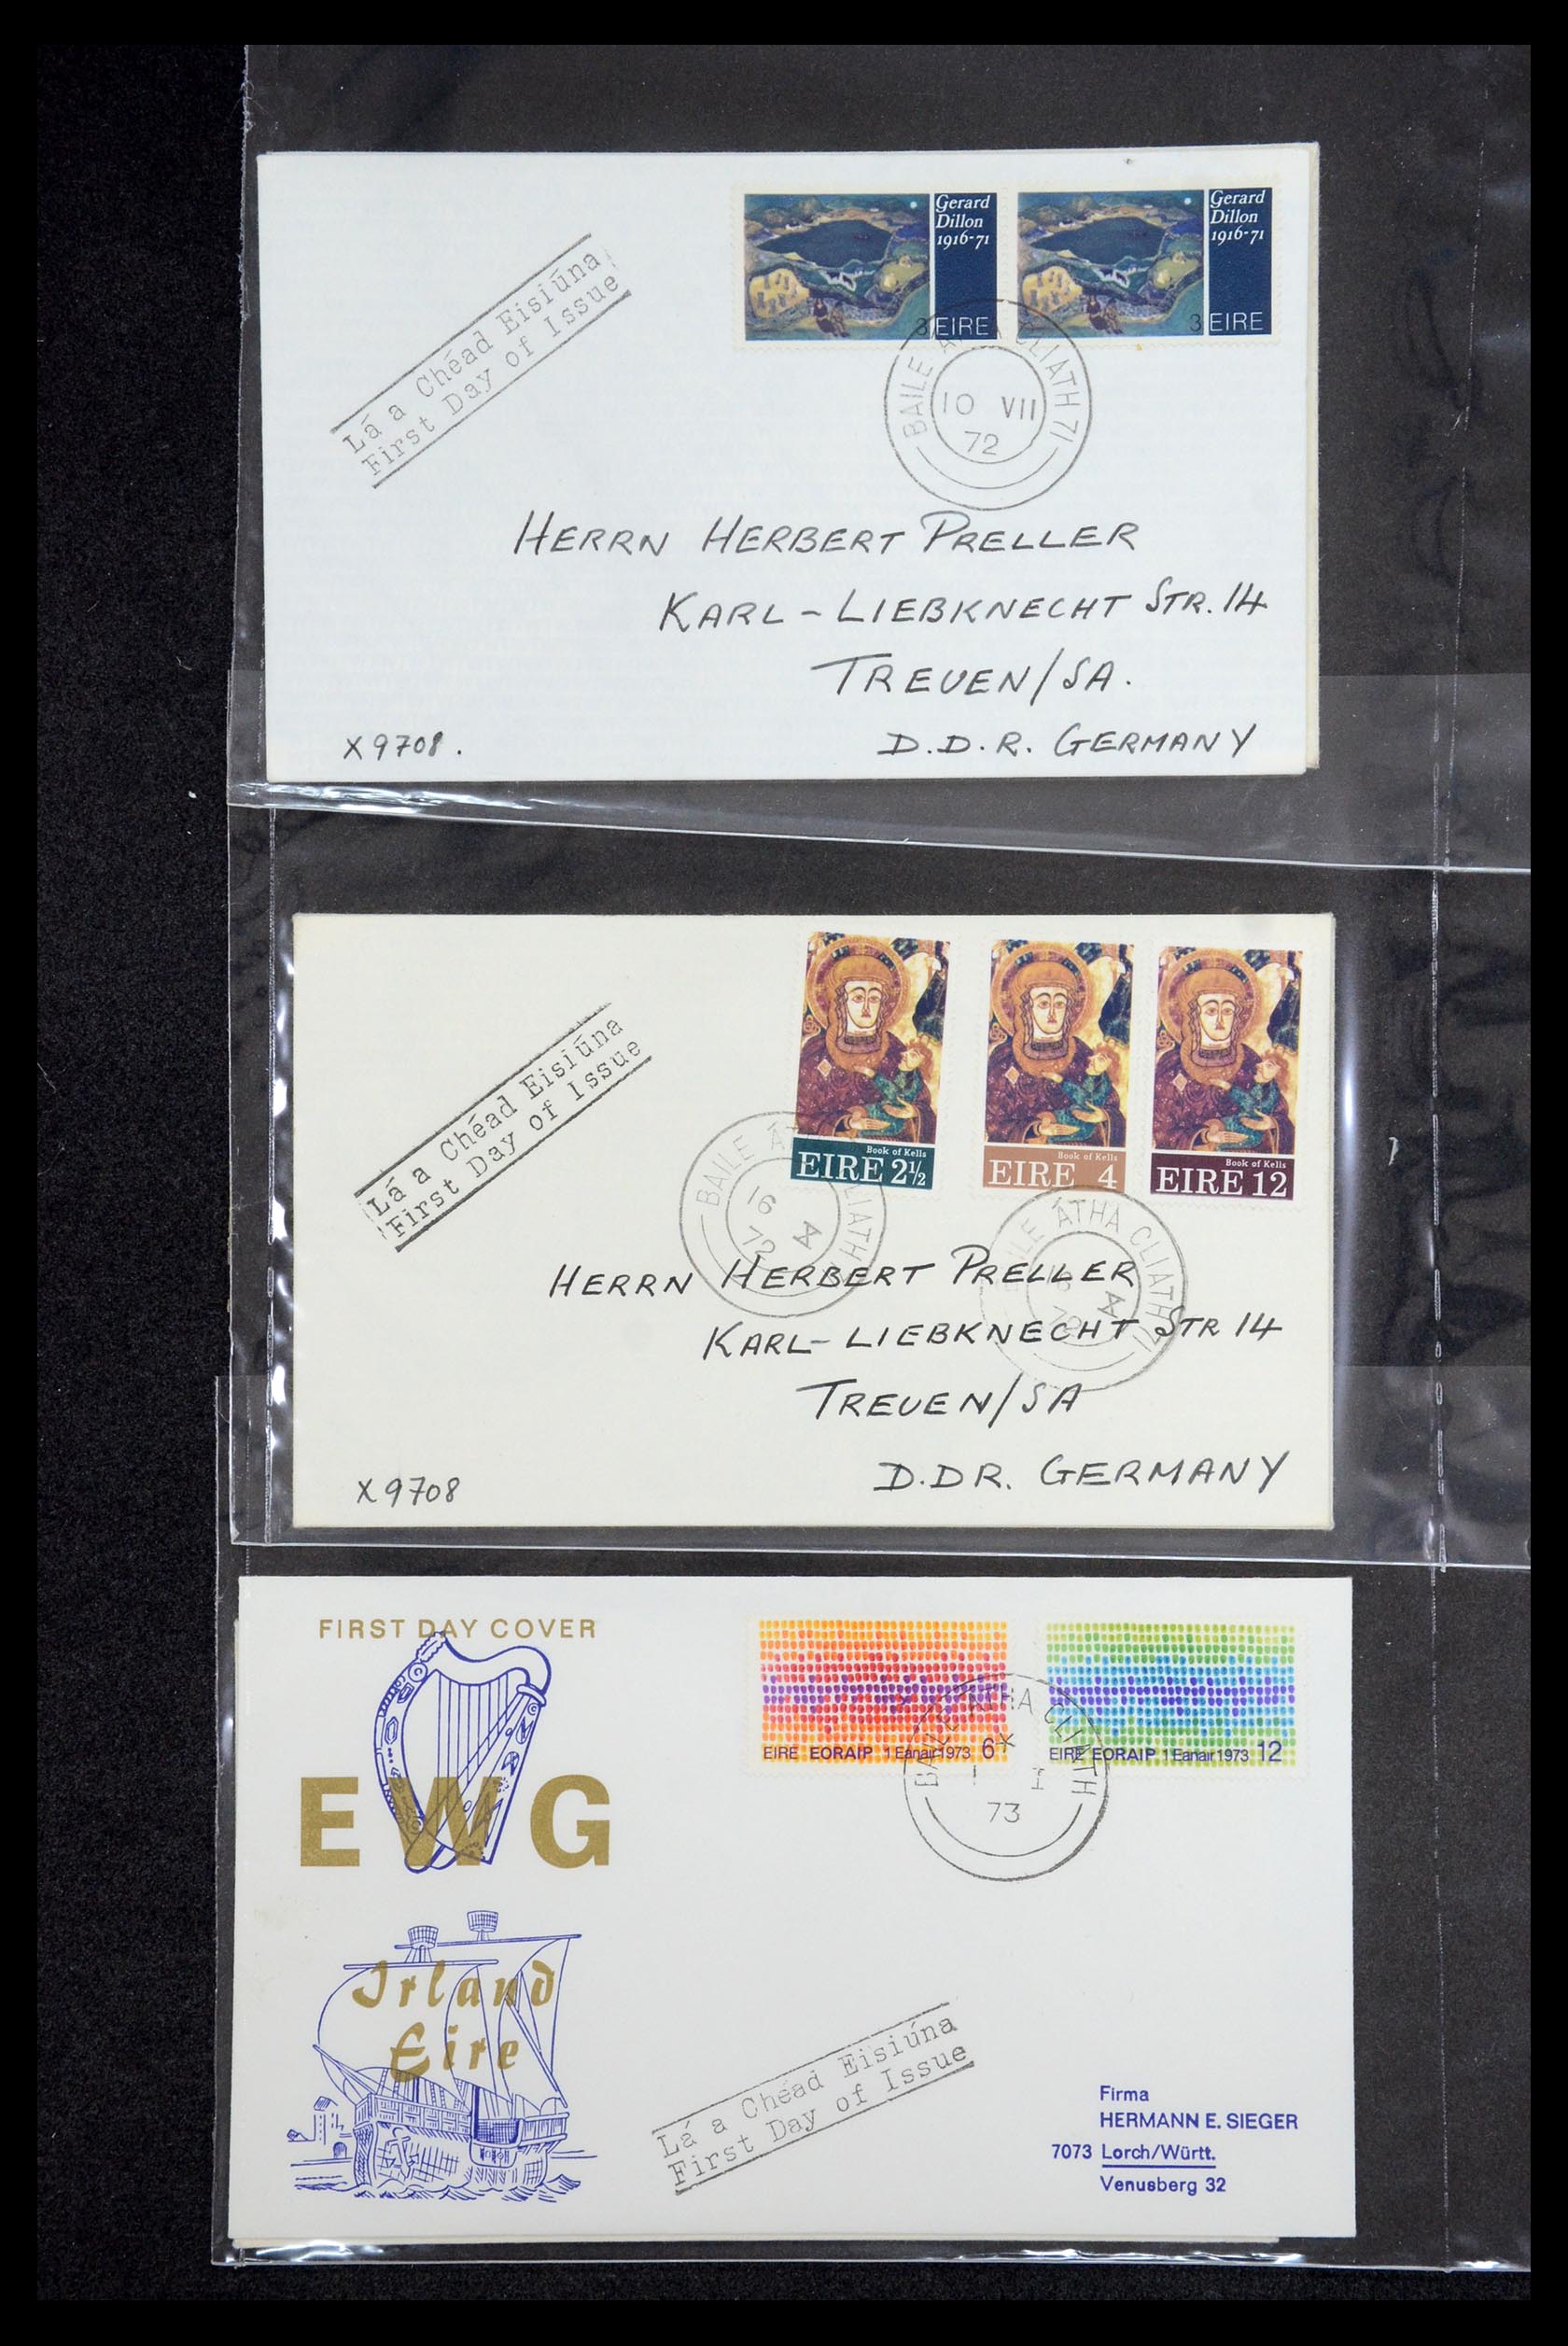 Gerard
Dillon
1916-71
3 EIRE
Gerard
Dillon
1916-71
3 EIRE
Lá a Chéad Eisiúna
First Day of Issue
BAILE ÁTHA CLIATH 71
10 VII
72
HERRN HERBERT PRELLER
KARL-LIEBKNECHT STR. 14
TREUEN/SA.
D.D.R. GERMANY
X9708.
Book of Kells
EIRE 2½
Book of Kells
EIRE 4
Book of Kells
EIRE 12
Lá a Chéad Eisiúna
First Day of Issue
BAILE ÁTHA CLIATH
16 X
72
BAILE ÁTHA CLIATH 71
16 X
72
HERRN HERBERT PRELLER
KARL-LIEBKNECHT STR 14
TREUEN/SA
D.DR. GERMANY
X9708
FIRST DAY COVER
EWG
Irland
Eire
EIRE EORAIP 1 Eanair 1973 6
EIRE EORAIP 1 Eanair 1973 12
BAILE ÁTHA CLIATH
*
1 I
73
Lá a Chéad Eisiúna
First Day of Issue
Firma
HERMANN E. SIEGER
7073 Lorch/Württ.
Venusberg 32